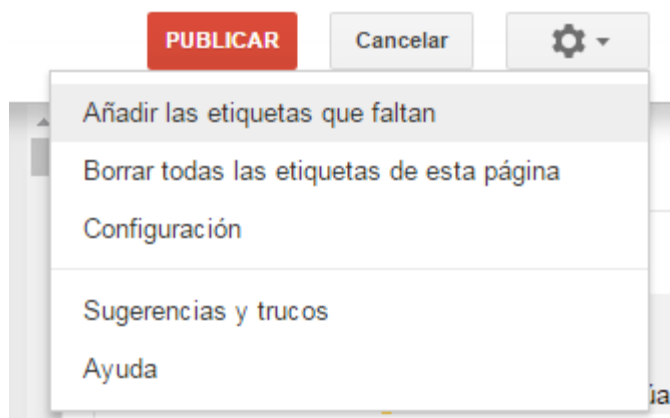 PUBLICAR Cancelar
Añadir las etiquetas que faltan
Borrar todas las etiquetas de esta página
Configuración
Sugerencias y trucos
Ayuda